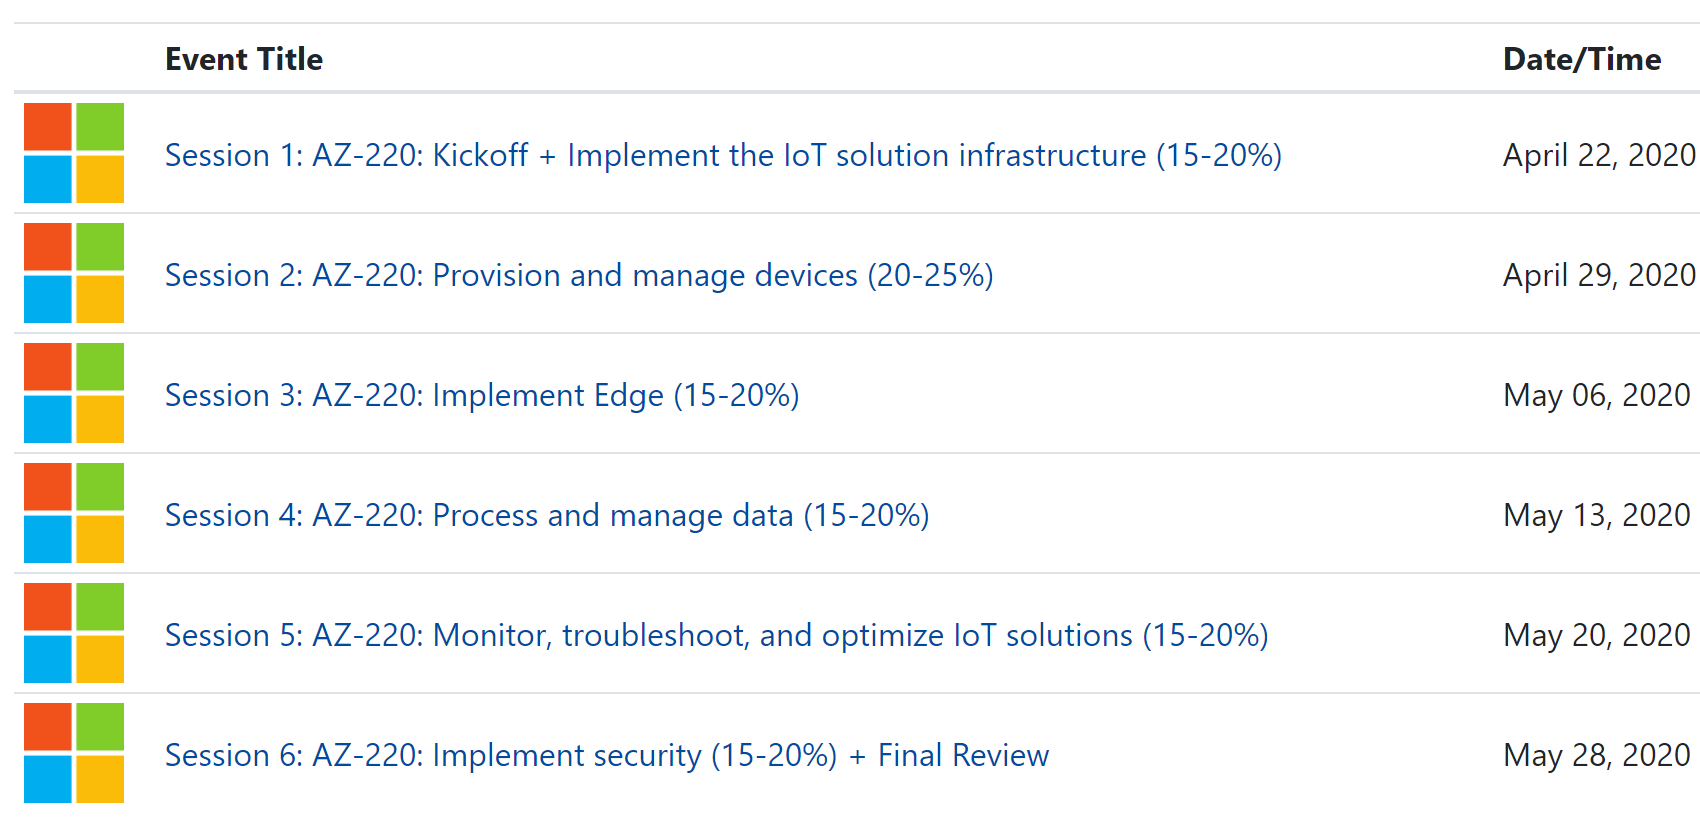 Event Title Date/Time
Session 1: AZ-220: Kickoff + Implement the IoT solution infrastructure (15-20%) April 22, 2020
Session 2: AZ-220: Provision and manage devices (20-25%) April 29, 2020
Session 3: AZ-220: Implement Edge (15-20%) May 06, 2020
Session 4: AZ-220: Process and manage data (15-20%) May 13, 2020
Session 5: AZ-220: Monitor, troubleshoot, and optimize IoT solutions (15-20%) May 20, 2020
Session 6: AZ-220: Implement security (15-20%) + Final Review May 28, 2020